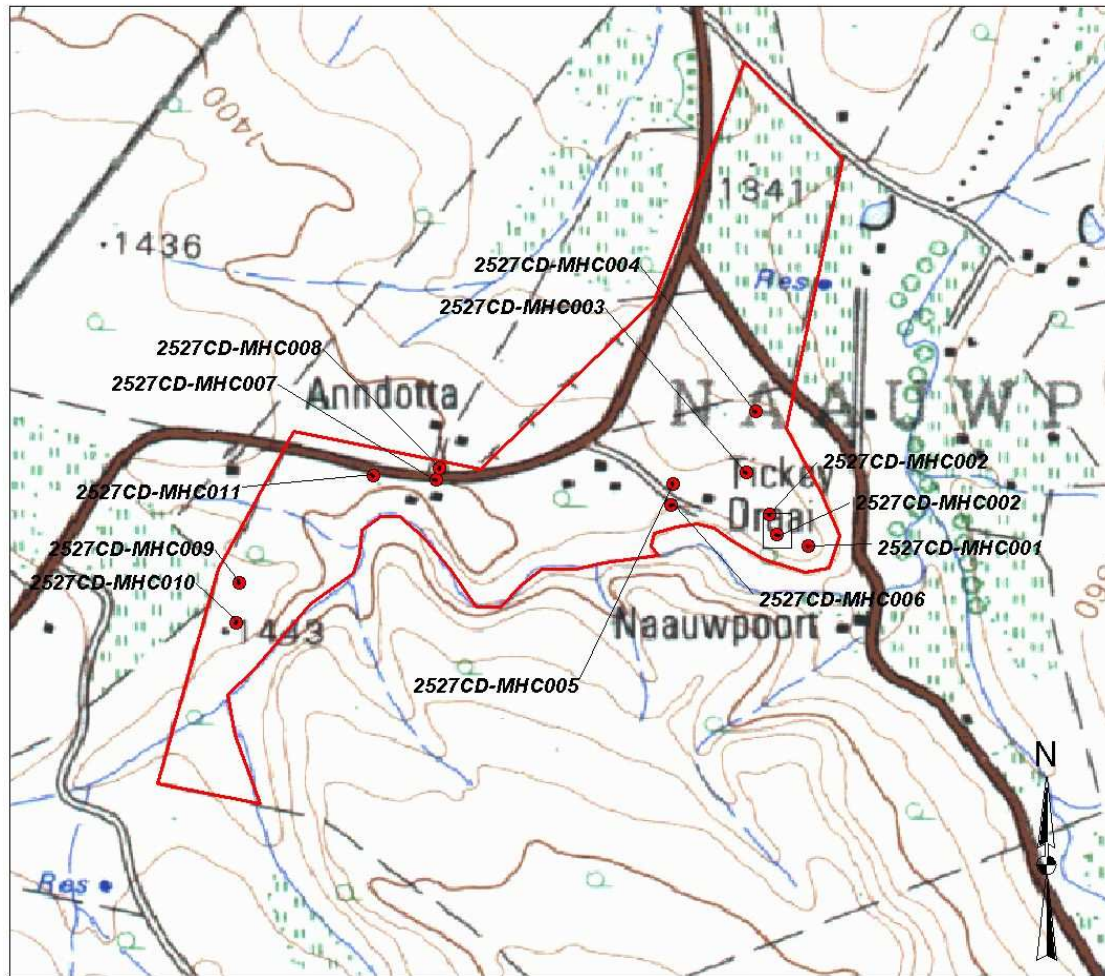 1400
1341
1436
2527CD-MHC004
Res
2527CD-MHC003
2527CD-MHC008
2527CD-MHC007
Anndotta
NAAUWP
2527CD-MHC002
Tickey
2527CD-MHC011
Draai
2527CD-MHC002
2527CD-MHC001
2527CD-MHC009
2527CD-MHC010
2527CD-MHC006
1443
Naauwpoort
2527CD-MHC005
N
Res